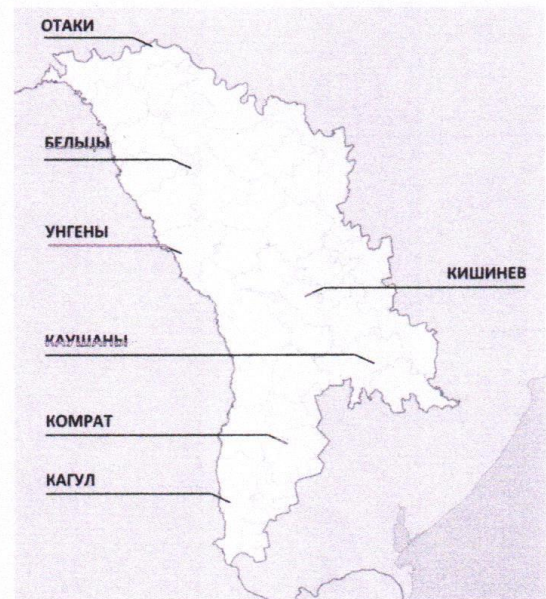 ОТАКИ
БЕЛЬЦЫ
УНГЕНЫ
КИШИНЕВ
КАУШАНЫ
КОМРАТ
КАГУЛ